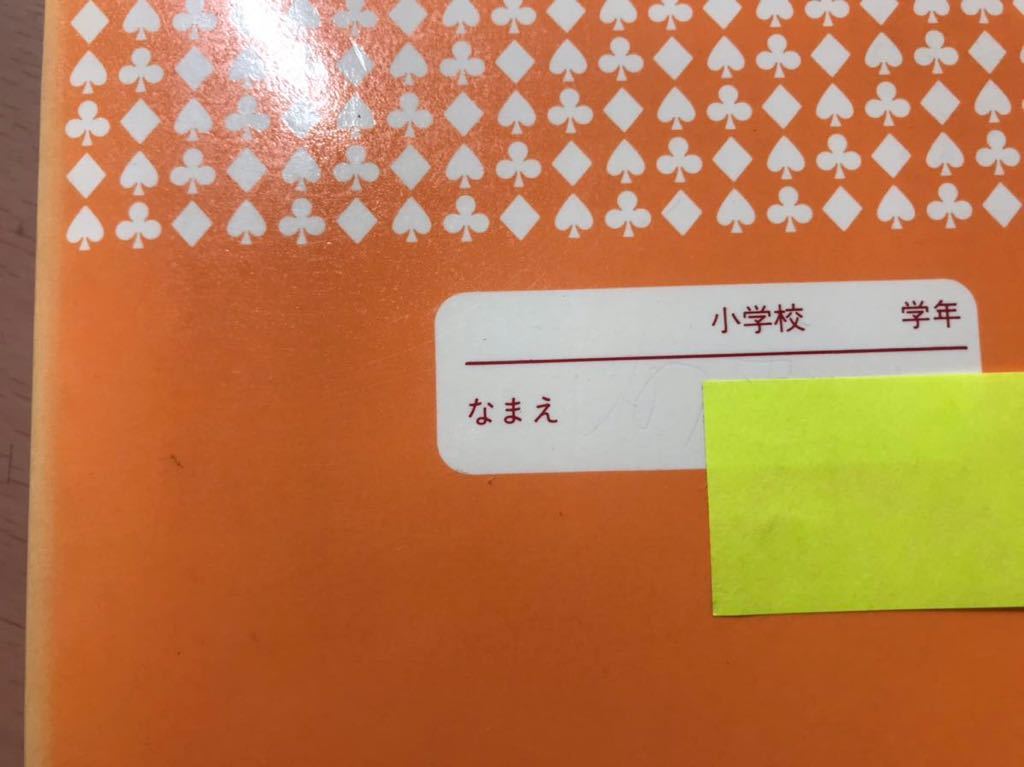 小学校 学年
なまえ